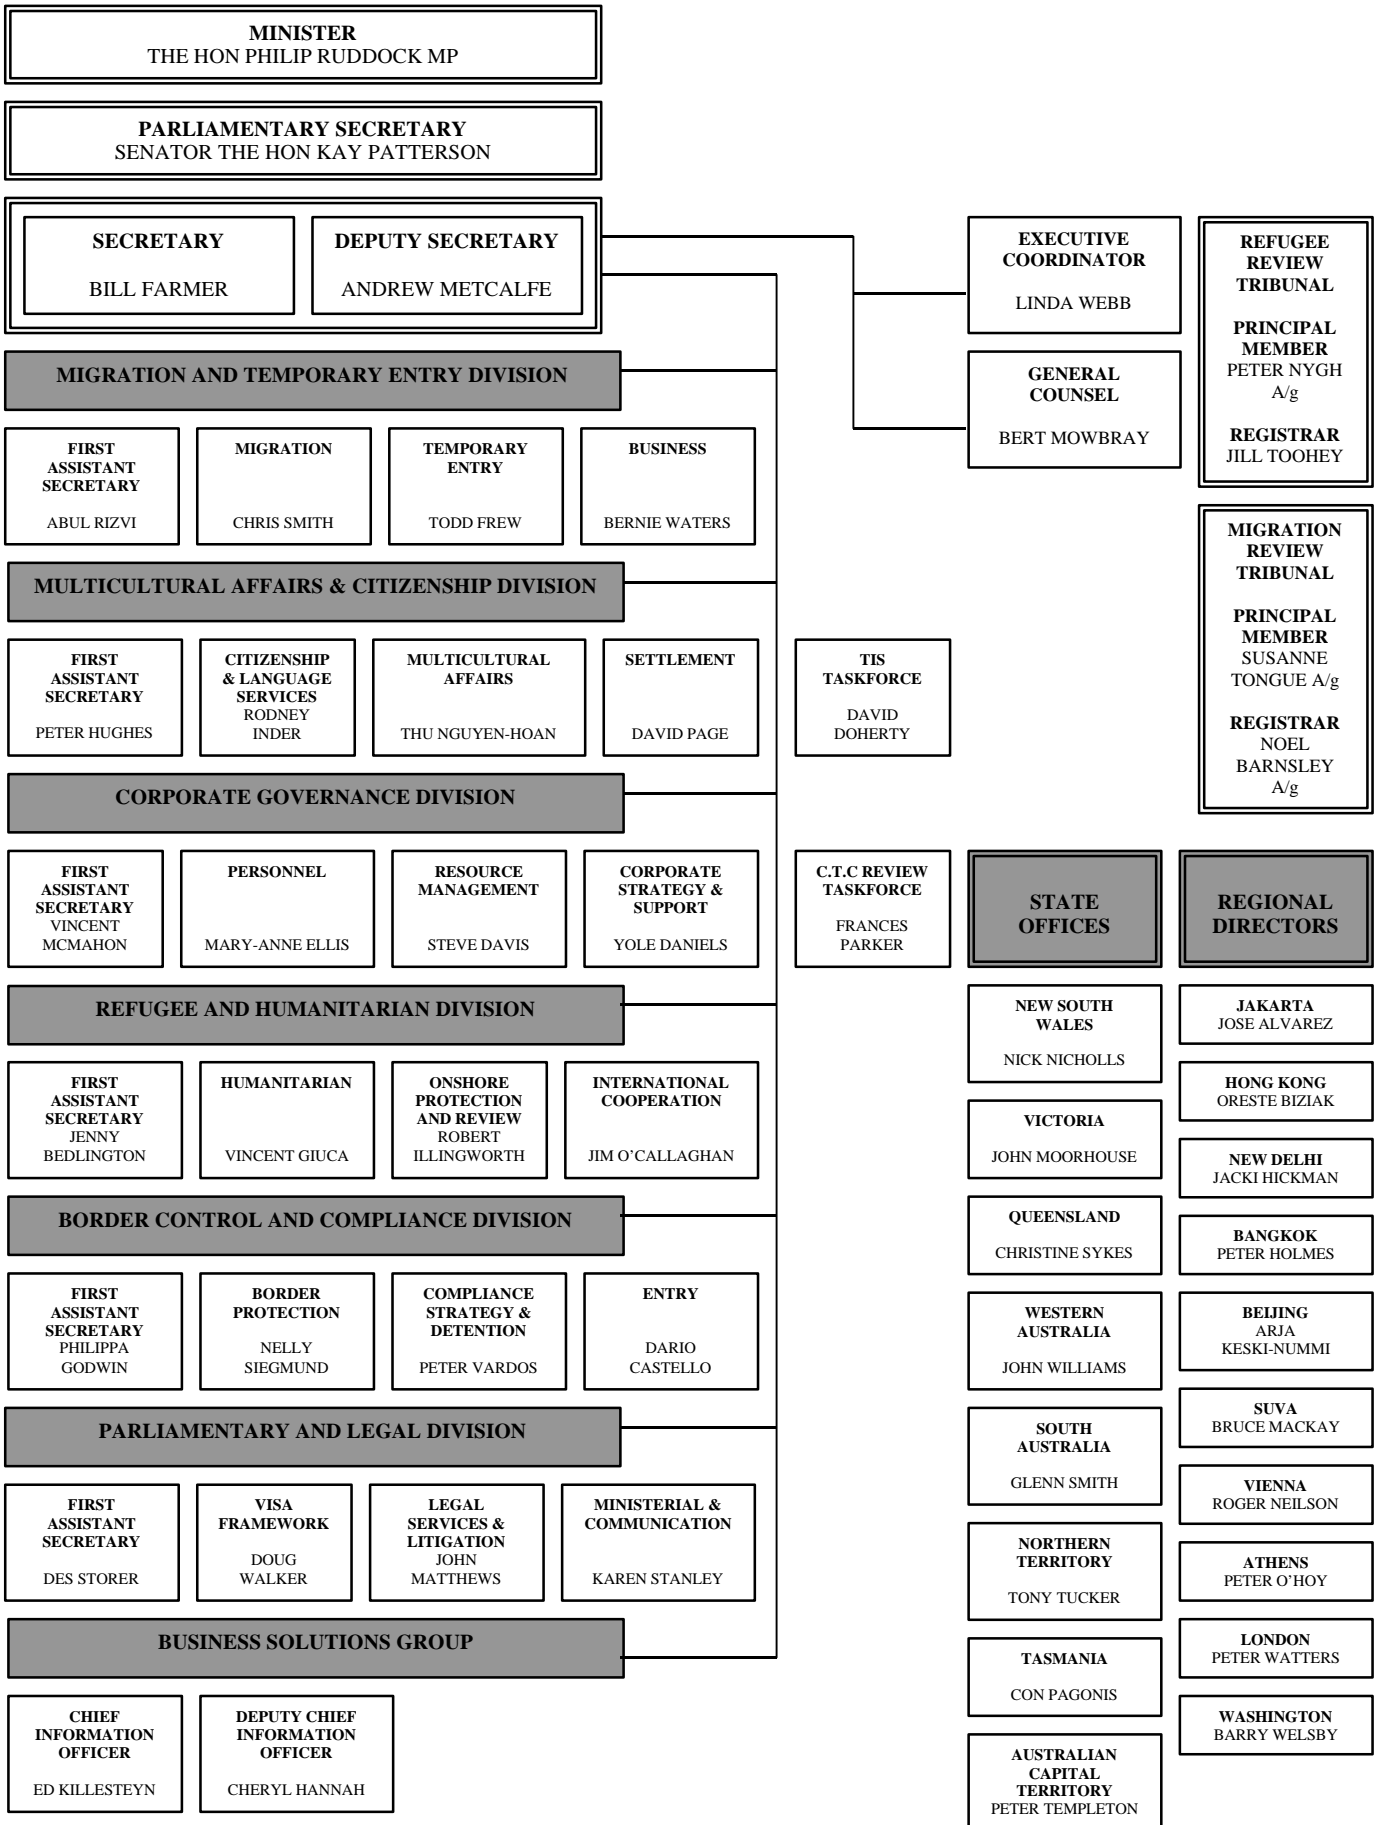 MINISTER
THE HON PHILIP RUDDOCK MP
PARLIAMENTARY SECRETARY
SENATOR THE HON KAY PATTERSON
SECRETARY
BILL FARMER
DEPUTY SECRETARY
ANDREW METCALFE
EXECUTIVE
COORDINATOR
LINDA WEBB
GENERAL
COUNSEL
BERT MOWBRAY
REFUGEE
REVIEW
TRIBUNAL
PRINCIPAL
MEMBER
PETER NYGH
A/g
REGISTRAR
JILL TOOHEY
MIGRATION
REVIEW
TRIBUNAL
PRINCIPAL
MEMBER
SUSANNE
TONGUE A/g
REGISTRAR
NOEL
BARNSLEY
A/g
MIGRATION AND TEMPORARY ENTRY DIVISION
FIRST
ASSISTANT
SECRETARY
ABUL RIZVI
MIGRATION
CHRIS SMITH
TEMPORARY
ENTRY
TODD FREW
BUSINESS
BERNIE WATERS
MULTICULTURAL AFFAIRS & CITIZENSHIP DIVISION
FIRST
ASSISTANT
SECRETARY
PETER HUGHES
CITIZENSHIP
& LANGUAGE
SERVICES
RODNEY
INDER
MULTICULTURAL
AFFAIRS
THU NGUYEN-HOAN
SETTLEMENT
DAVID PAGE
TIS
TASKFORCE
DAVID
DOHERTY
CORPORATE GOVERNANCE DIVISION
FIRST
ASSISTANT
SECRETARY
VINCENT
MCMAHON
PERSONNEL
MARY-ANNE ELLIS
RESOURCE
MANAGEMENT
STEVE DAVIS
CORPORATE
STRATEGY &
SUPPORT
YOLE DANIELS
C.T.C REVIEW
TASKFORCE
FRANCES
PARKER
REFUGEE AND HUMANITARIAN DIVISION
FIRST
ASSISTANT
SECRETARY
JENNY
BEDLINGTON
HUMANITARIAN
VINCENT GIUCA
ONSHORE
PROTECTION
AND REVIEW
ROBERT
ILLINGWORTH
INTERNATIONAL
COOPERATION
JIM O’CALLAGHAN
BORDER CONTROL AND COMPLIANCE DIVISION
FIRST
ASSISTANT
SECRETARY
PHILIPPA
GODWIN
BORDER
PROTECTION
NELLY
SIEGMUND
COMPLIANCE
STRATEGY &
DETENTION
PETER VARDOS
ENTRY
DARIO
CASTELLO
PARLIAMENTARY AND LEGAL DIVISION
FIRST
ASSISTANT
SECRETARY
DES STORER
VISA
FRAMEWORK
DOUG
WALKER
LEGAL
SERVICES &
LITIGATION
JOHN
MATTHEWS
MINISTERIAL &
COMMUNICATION
KAREN STANLEY
BUSINESS SOLUTIONS GROUP
CHIEF
INFORMATION
OFFICER
ED KILLESTEYN
DEPUTY CHIEF
INFORMATION
OFFICER
CHERYL HANNAH
STATE
OFFICES
NEW SOUTH
WALES
NICK NICHOLLS
VICTORIA
JOHN MOORHOUSE
QUEENSLAND
CHRISTINE SYKES
WESTERN
AUSTRALIA
JOHN WILLIAMS
SOUTH
AUSTRALIA
GLENN SMITH
NORTHERN
TERRITORY
TONY TUCKER
TASMANIA
CON PAGONIS
AUSTRALIAN
CAPITAL
TERRITORY
PETER TEMPLETON
REGIONAL
DIRECTORS
JAKARTA
JOSE ALVAREZ
HONG KONG
ORESTE BIZIAK
NEW DELHI
JACKI HICKMAN
BANGKOK
PETER HOLMES
BEIJING
ARJA
KESKI-NUMMI
SUVA
BRUCE MACKAY
VIENNA
ROGER NEILSON
ATHENS
PETER O’HOY
LONDON
PETER WATTERS
WASHINGTON
BARRY WELSBY